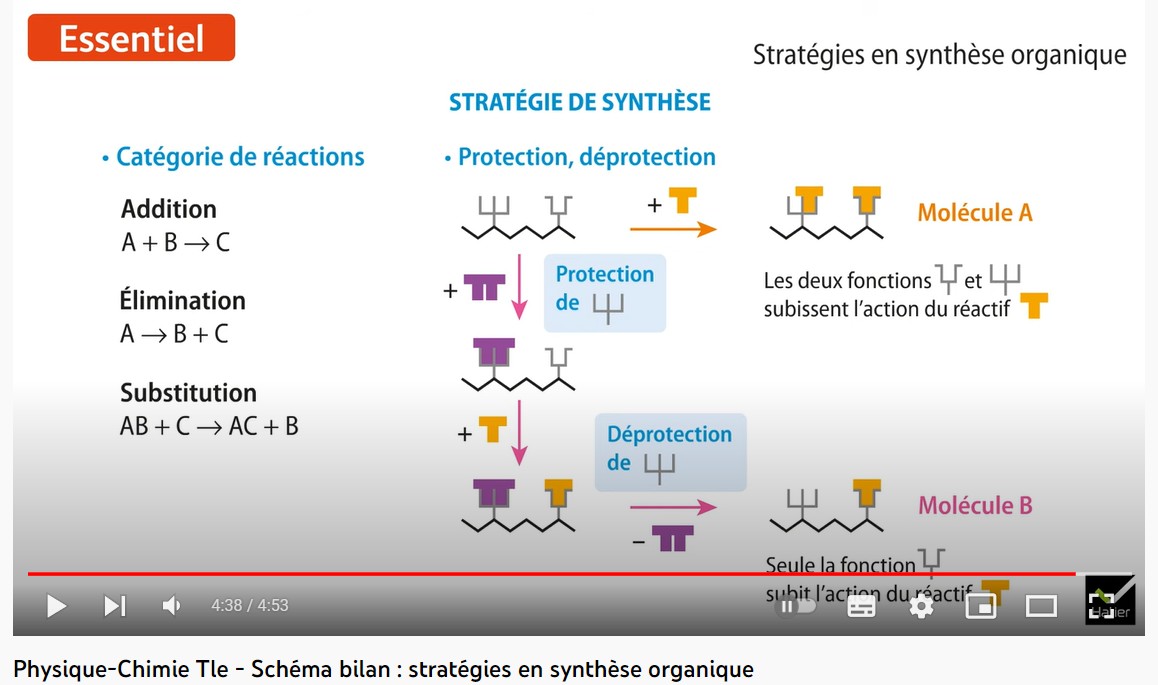 Essentiel
Stratégies en synthèse organique
STRATÉGIE DE SYNTHÈSE
• Catégorie de réactions
Addition
A + B → C
Élimination
A → B + C
Substitution
AB + C → AC + B
• Protection, déprotection
+
Molécule A
Les deux fonctions et
subissent l'action du réactif
+
Protection
de
+
Déprotection
de
–
Molécule B
Seule la fonction
subit l'action du réactif
4:38 / 4:53
Hatier
Physique-Chimie Tle - Schéma bilan : stratégies en synthèse organique